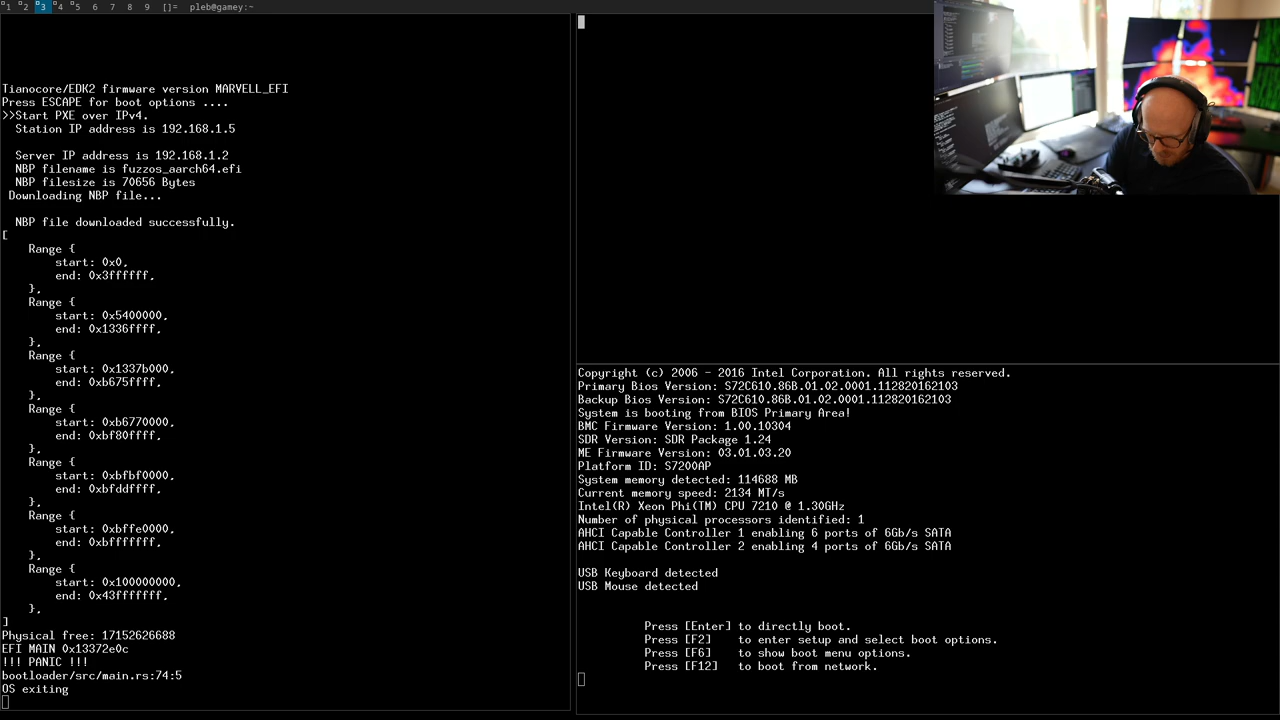 1 2 3 4 5 6 7 8 9 []= pleb@gamey:~
Tianocore/EDK2 firmware version MARVELL_EFI
Press ESCAPE for boot options ....
>>Start PXE over IPv4.
Station IP address is 192.168.1.5
Server IP address is 192.168.1.2
NBP filename is fuzzos_aarch64.efi
NBP filesize is 70656 Bytes
Downloading NBP file...
NBP file downloaded successfully.
[
Range {
start: 0x0,
end: 0x3ffffff,
},
Range {
start: 0x5400000,
end: 0x1336ffff,
},
Range {
start: 0x1337b000,
end: 0xb675ffff,
},
Range {
start: 0xb6770000,
end: 0xbf80ffff,
},
Range {
start: 0xbfbf0000,
end: 0xbfddffff,
},
Range {
start: 0xbffe0000,
end: 0xbfffffff,
},
Range {
start: 0x100000000,
end: 0x43fffffff,
},
]
Physical free: 17152626688
EFI MAIN 0x13372e0c
!!! PANIC !!!
bootloader/src/main.rs:74:5
OS exiting
Copyright (c) 2006 - 2016 Intel Corporation. All rights reserved.
Primary Bios Version: S72C610.86B.01.02.0001.112820162103
Backup Bios Version: S72C610.86B.01.02.0001.112820162103
System is booting from BIOS Primary Area!
BMC Firmware Version: 1.00.10304
SDR Version: SDR Package 1.24
ME Firmware Version: 03.01.03.20
Platform ID: S7200AP
System memory detected: 114688 MB
Current memory speed: 2134 MT/s
Intel(R) Xeon Phi(TM) CPU 7210 @ 1.30GHz
Number of physical processors identified: 1
AHCI Capable Controller 1 enabling 6 ports of 6Gb/s SATA
AHCI Capable Controller 2 enabling 4 ports of 6Gb/s SATA
USB Keyboard detected
USB Mouse detected
Press [Enter] to directly boot.
Press [F2] to enter setup and select boot options.
Press [F6] to show boot menu options.
Press [F12] to boot from network.